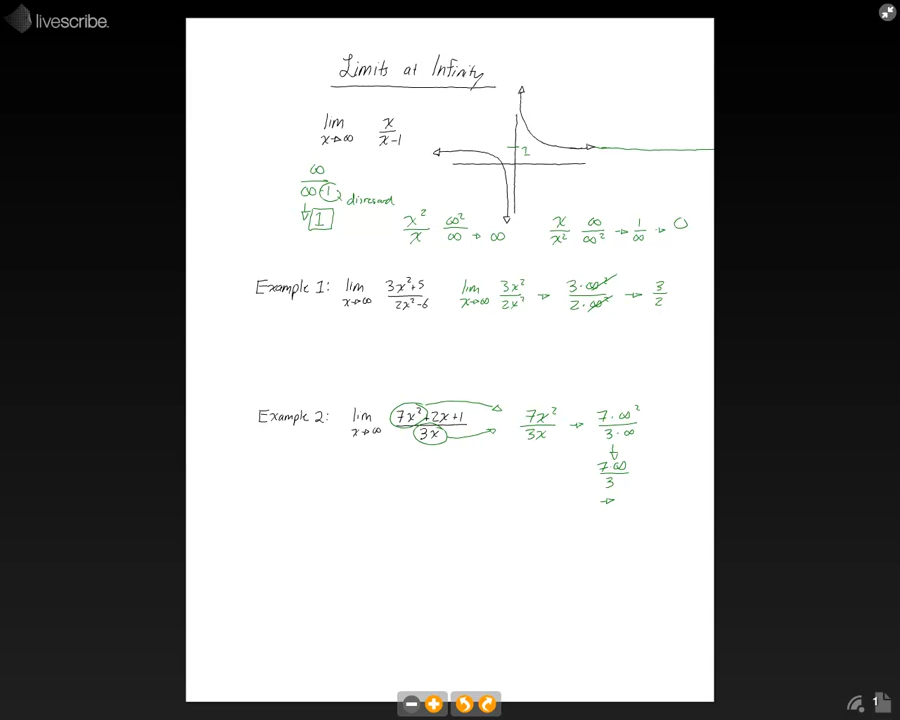 livescribe.
Limits at Infinity
lim x→∞ x/(x-1)
1
∞/(∞-1) disregard
1
x²/x ∞²/∞ → ∞ x/x² ∞/∞² → 1/∞ → 0
Example 1: lim x→∞ (3x²+5)/(2x²-6) lim x→∞ 3x²/2x² → 3·∞²/2·∞² → 3/2
Example 2: lim x→∞ (7x²+2x+1)/3x 7x²/3x → 7·∞²/3·∞
7·∞/3
→
1